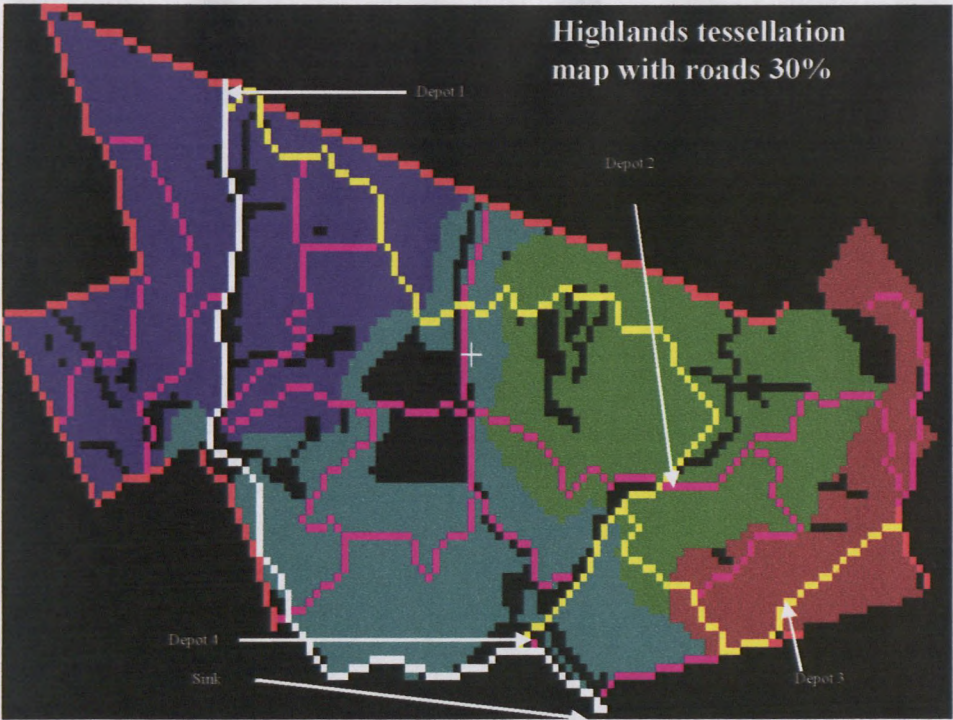 Highlands tessellation
map with roads 30%
Depot 1
Depot 2
Depot 4
Sink
Depot 3